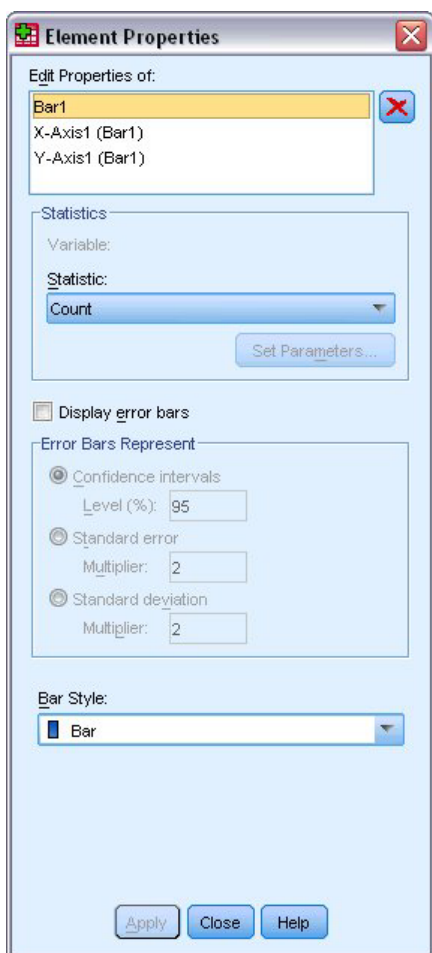 Element Properties
Edit Properties of:
Bar1
X-Axis1 (Bar1)
Y-Axis1 (Bar1)
Statistics
Variable:
Statistic:
Count
Set Parameters...
Display error bars
Error Bars Represent
Confidence intervals
Level (%): 95
Standard error
Multiplier: 2
Standard deviation
Multiplier: 2
Bar Style:
Bar
Apply Close Help